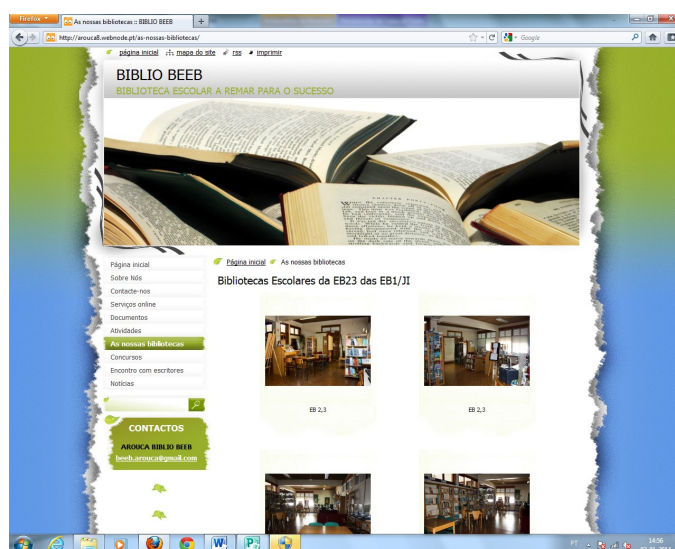 Firefox
As nossas bibliotecas :: BIBLIO BEEB
http://arouca8.webnode.pt/as-nossas-bibliotecas/
Google
página inicial mapa do site rss imprimir
BIBLIO BEEB
BIBLIOTECA ESCOLAR A REMAR PARA O SUCESSO
Página inicial
Sobre Nós
Contacte-nos
Serviços online
Documentos
Atividades
As nossas bibliotecas
Concursos
Encontro com escritores
Notícias
CONTACTOS
AROUCA BIBLIO BEEB
beeb.arouca@gmail.com
Página inicial As nossas bibliotecas
Bibliotecas Escolares da EB23 das EB1/JI
EB 2,3
EB 2,3
PT
14:56